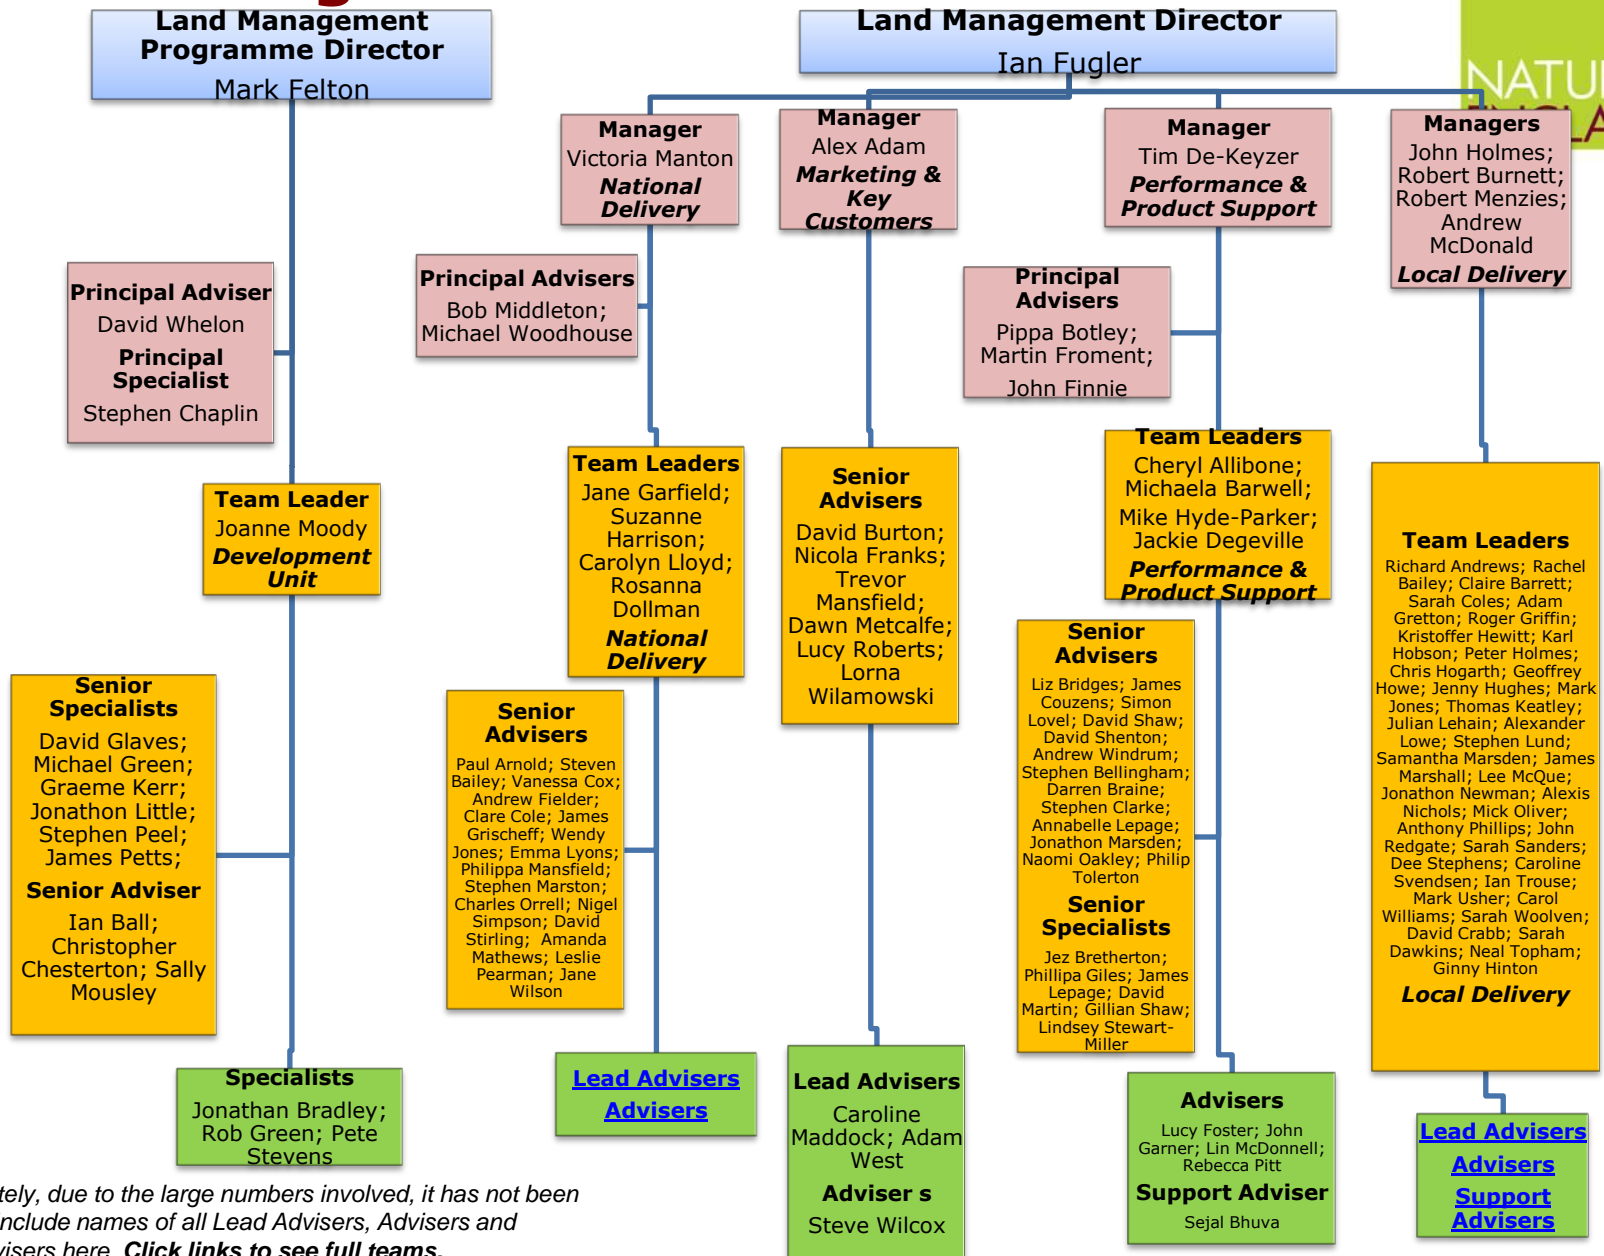 Land Management
Programme Director
Mark Felton
Land Management Director
Ian Fugler
Manager
Victoria Manton
National
Delivery
Manager
Alex Adam
Marketing &
Key
Customers
Manager
Tim De-Keyzer
Performance &
Product Support
Managers
John Holmes;
Robert Burnett;
Robert Menzies;
Andrew
McDonald
Local Delivery
Principal Adviser
David Whelon
Principal
Specialist
Stephen Chaplin
Principal Advisers
Bob Middleton;
Michael Woodhouse
Principal
Advisers
Pippa Botley;
Martin Froment;
John Finnie
Team Leader
Joanne Moody
Development
Unit
Team Leaders
Jane Garfield;
Suzanne
Harrison;
Carolyn Lloyd;
Rosanna
Dollman
National
Delivery
Senior
Advisers
David Burton;
Nicola Franks;
Trevor
Mansfield;
Dawn Metcalfe;
Lucy Roberts;
Lorna
Wilamowski
Team Leaders
Cheryl Allibone;
Michaela Barwell;
Mike Hyde-Parker;
Jackie Degeville
Performance &
Product Support
Team Leaders
Richard Andrews; Rachel
Bailey; Claire Barrett;
Sarah Coles; Adam
Gretton; Roger Griffin;
Kristoffer Hewitt; Karl
Hobson; Peter Holmes;
Chris Hogarth; Geoffrey
Howe; Jenny Hughes; Mark
Jones; Thomas Keatley;
Julian Lehain; Alexander
Lowe; Stephen Lund;
Samantha Marsden; James
Marshall; Lee McQue;
Jonathon Newman; Alexis
Nichols; Mick Oliver;
Anthony Phillips; John
Redgate; Sarah Sanders;
Dee Stephens; Caroline
Svendsen; Ian Trouse;
Mark Usher; Carol
Williams; Sarah Woolven;
David Crabb; Sarah
Dawkins; Neal Topham;
Ginny Hinton
Local Delivery
Senior
Specialists
David Glaves;
Michael Green;
Graeme Kerr;
Jonathon Little;
Stephen Peel;
James Petts;
Senior Adviser
Ian Ball;
Christopher
Chesterton; Sally
Mousley
Senior
Advisers
Paul Arnold; Steven
Bailey; Vanessa Cox;
Andrew Fielder;
Clare Cole; James
Grischeff; Wendy
Jones; Emma Lyons;
Philippa Mansfield;
Stephen Marston;
Charles Orrell; Nigel
Simpson; David
Stirling; Amanda
Mathews; Leslie
Pearman; Jane
Wilson
Senior
Advisers
Liz Bridges; James
Couzens; Simon
Lovel; David Shaw;
David Shenton;
Andrew Windrum;
Stephen Bellingham;
Darren Braine;
Stephen Clarke;
Annabelle Lepage;
Jonathon Marsden;
Naomi Oakley; Philip
Tolerton
Senior
Specialists
Jez Bretherton;
Phillipa Giles; James
Lepage; David
Martin; Gillian Shaw;
Lindsey Stewart-
Miller
Specialists
Jonathan Bradley;
Rob Green; Pete
Stevens
Lead Advisers
Advisers
Lead Advisers
Caroline
Maddock; Adam
West
Adviser s
Steve Wilcox
Advisers
Lucy Foster; John
Garner; Lin McDonnell;
Rebecca Pitt
Support Adviser
Sejal Bhuva
Lead Advisers
Advisers
Support
Advisers
tely, due to the large numbers involved, it has not been
include names of all Lead Advisers, Advisers and
visers here. Click links to see full teams.